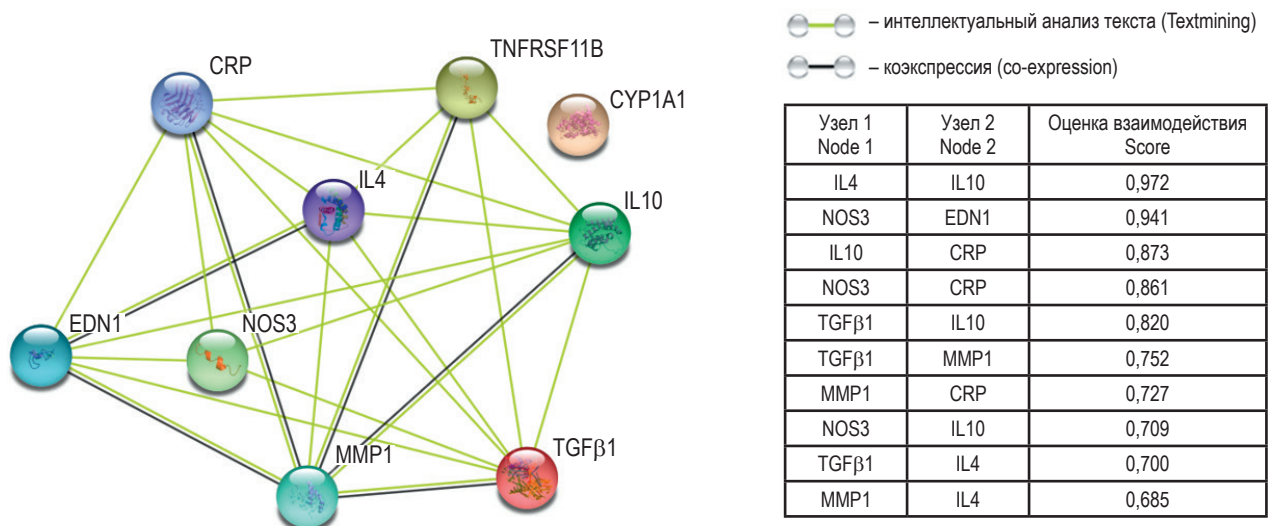 CRP
TNFRSF11B
CYP1A1
IL4
IL10
EDN1
NOS3
MMP1
TGFβ1
– интеллектуальный анализ текста (Textmining)
– коэкспрессия (co-expression)
Узел 1 Узел 2 Оценка взаимодействия
Node 1 Node 2 Score
IL4 IL10 0,972
NOS3 EDN1 0,941
IL10 CRP 0,873
NOS3 CRP 0,861
TGFβ1 IL10 0,820
TGFβ1 MMP1 0,752
MMP1 CRP 0,727
NOS3 IL10 0,709
TGFβ1 IL4 0,700
MMP1 IL4 0,685